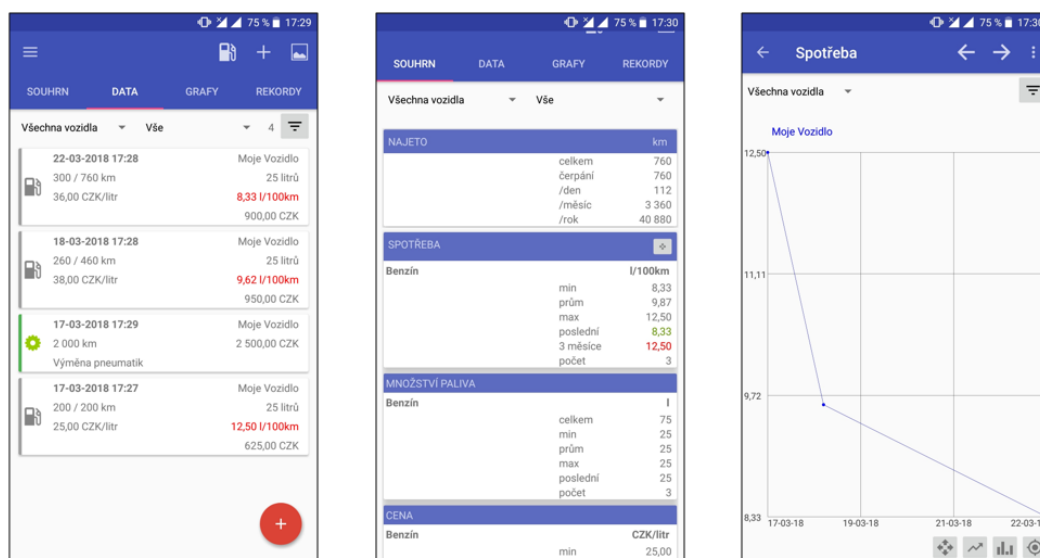 75 % 17:29
SOUHRN DATA GRAFY REKORDY
Všechna vozidla Vše 4
22-03-2018 17:28 Moje Vozidlo
300 / 760 km 25 litrů
36,00 CZK/litr 8,33 l/100km
900,00 CZK
18-03-2018 17:28 Moje Vozidlo
260 / 460 km 25 litrů
38,00 CZK/litr 9,62 l/100km
950,00 CZK
17-03-2018 17:29 Moje Vozidlo
2 000 km 2 500,00 CZK
Výměna pneumatik
17-03-2018 17:27 Moje Vozidlo
200 / 200 km 25 litrů
25,00 CZK/litr 12,50 l/100km
625,00 CZK
75 % 17:30
SOUHRN DATA GRAFY REKORDY
Všechna vozidla Vše
NAJETO km
celkem 760
čerpání 760
/den 112
/měsíc 3 360
/rok 40 880
SPOTŘEBA
Benzín l/100km
min 8,33
prům 9,87
max 12,50
poslední 8,33
3 měsíce 12,50
počet 3
MNOŽSTVÍ PALIVA
Benzín l
celkem 75
min 25
prům 25
max 25
poslední 25
počet 3
CENA
Benzín CZK/litr
min 25,00
75 % 17:30
Spotřeba
Všechna vozidla
Moje Vozidlo
12,50
11,11
9,72
8,33
17-03-18 19-03-18 21-03-18 22-03-1